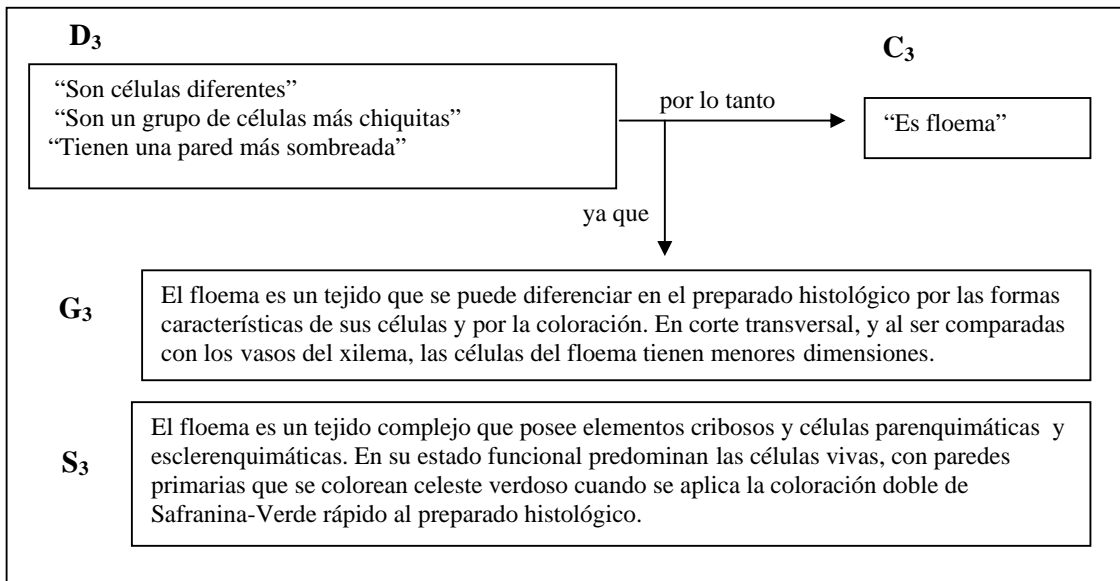 D3
C3
“Son células diferentes”
“Son un grupo de células más chiquitas”
“Tienen una pared más sombreada”
por lo tanto
“Es floema”
ya que
G3
El floema es un tejido que se puede diferenciar en el preparado histológico por las formas
características de sus células y por la coloración. En corte transversal, y al ser comparadas
con los vasos del xilema, las células del floema tienen menores dimensiones.
S3
El floema es un tejido complejo que posee elementos cribosos y células parenquimáticas y
esclerenquimáticas. En su estado funcional predominan las células vivas, con paredes
primarias que se colorean celeste verdoso cuando se aplica la coloración doble de
Safranina-Verde rápido al preparado histológico.